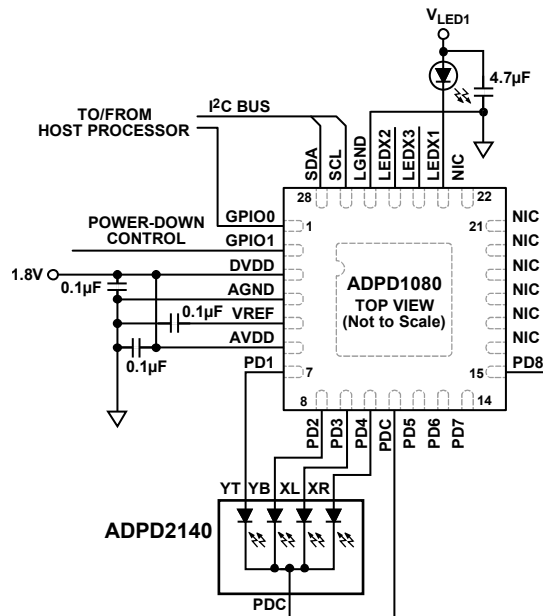 VLED1
4.7µF
I²C BUS
TO/FROM
HOST PROCESSOR
SDA
SCL
LGND
LEDX2
LEDX3
LEDX1
NIC
28
22
GPIO0
1
21
NIC
POWER-DOWN
CONTROL
GPIO1
NIC
1.8V
DVDD
NIC
0.1µF
AGND
NIC
0.1µF
VREF
NIC
AVDD
NIC
0.1µF
PD1
7
15
PD8
ADPD1080
TOP VIEW
(Not to Scale)
8
14
PD2
PD3
PD4
PDC
PD5
PD6
PD7
YT YB XL XR
ADPD2140
PDC